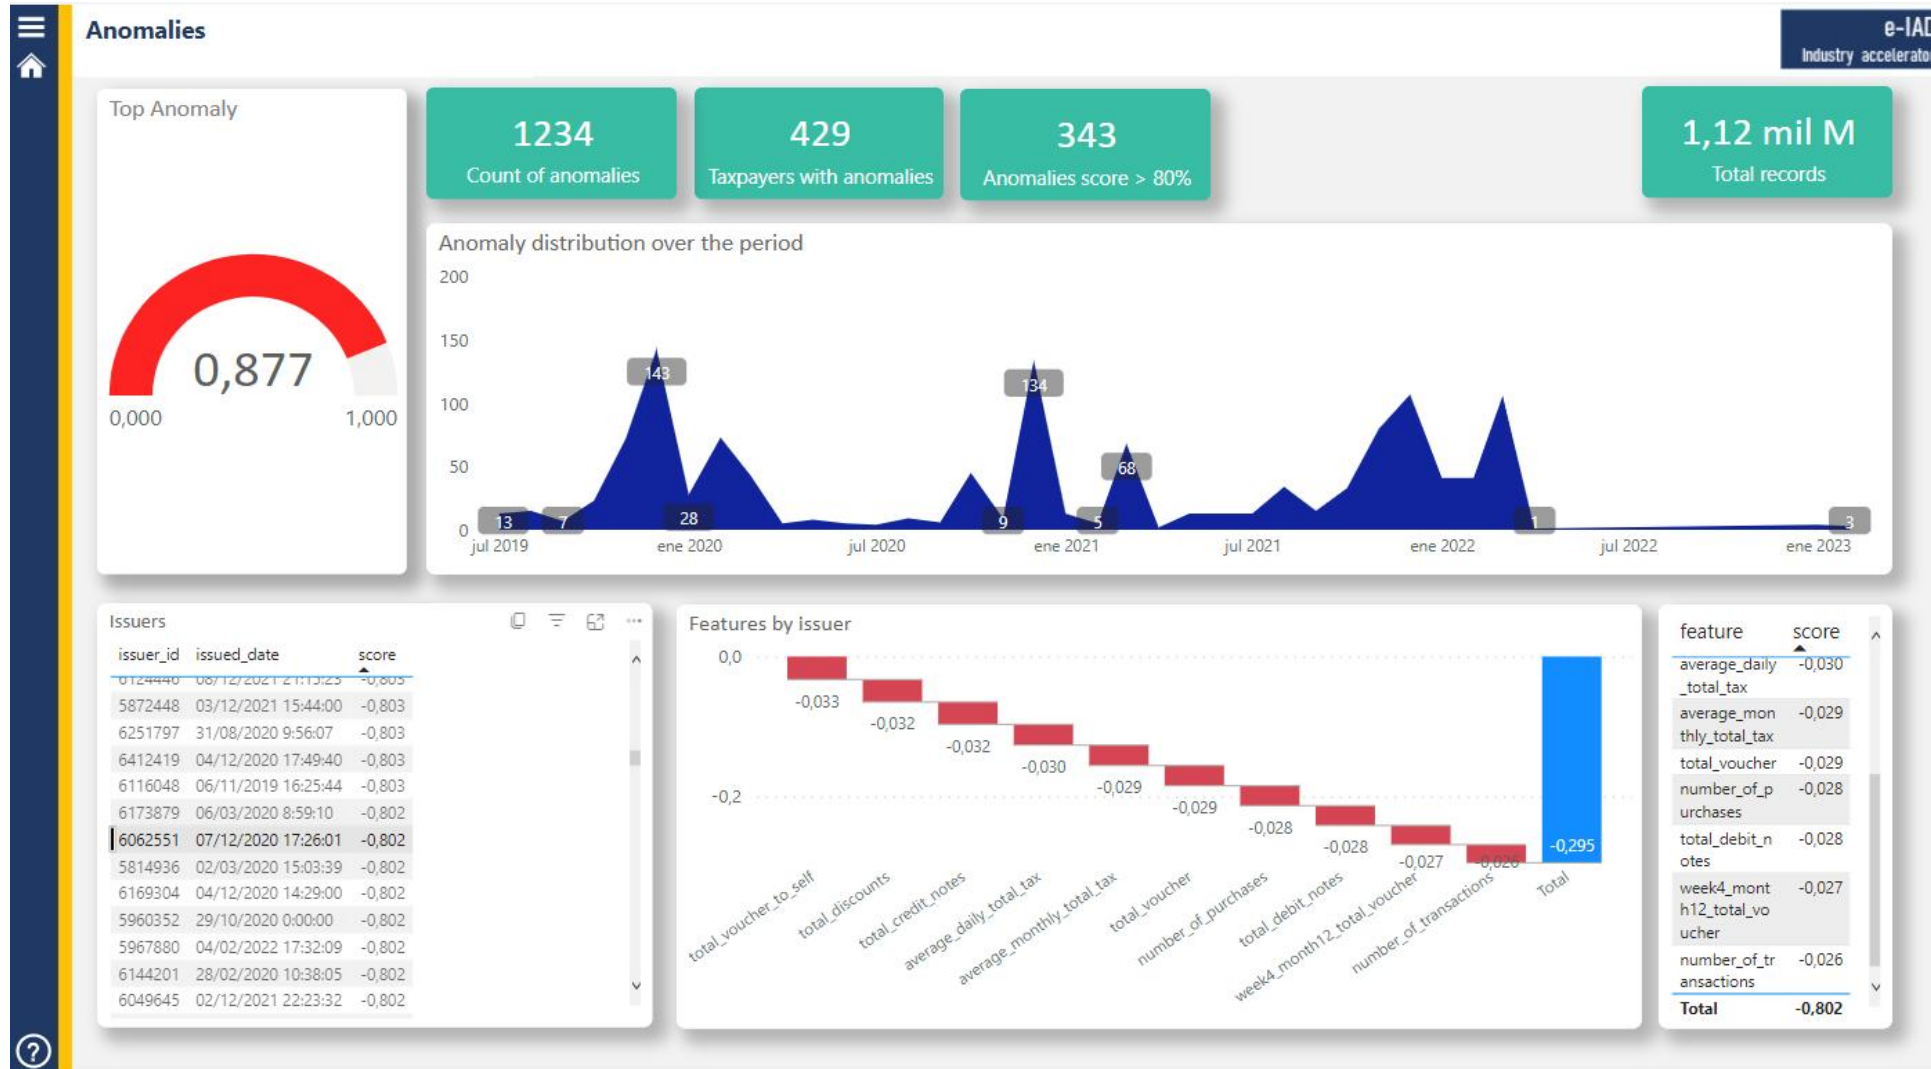 Anomalies
e-IAD
Industry accelerator
Top Anomaly
0,877
0,000 1,000
1234
Count of anomalies
429
Taxpayers with anomalies
343
Anomalies score > 80%
1,12 mil M
Total records
Anomaly distribution over the period
200
150
100
50
0
143
134
68
13
7
28
9
5
1
3
jul 2019 ene 2020 jul 2020 ene 2021 jul 2021 ene 2022 jul 2022 ene 2023
Issuers
issuer_id issued_date score
6124446 08/12/2021 21:15:23 -0,803
5872448 03/12/2021 15:44:00 -0,803
6251797 31/08/2020 9:56:07 -0,803
6412419 04/12/2020 17:49:40 -0,803
6116048 06/11/2019 16:25:44 -0,803
6173879 06/03/2020 8:59:10 -0,802
6062551 07/12/2020 17:26:01 -0,802
5814936 02/03/2020 15:03:39 -0,802
6169304 04/12/2020 14:29:00 -0,802
5960352 29/10/2020 0:00:00 -0,802
5967880 04/02/2022 17:32:09 -0,802
6144201 28/02/2020 10:38:05 -0,802
6049645 02/12/2021 22:23:32 -0,802
Features by issuer
0,0
-0,2
-0,033
-0,032
-0,032
-0,030
-0,029
-0,029
-0,028
-0,028
-0,027
-0,026
-0,295
total_voucher_to_self
total_discounts
total_credit_notes
average_daily_total_tax
average_monthly_total_tax
total_voucher
number_of_purchases
total_debit_notes
week4_month12_total_voucher
number_of_transactions
Total
feature score
average_daily -0,030
_total_tax
average_mon -0,029
thly_total_tax
total_voucher -0,029
number_of_p -0,028
urchases
total_debit_n -0,028
otes
week4_mont -0,027
h12_total_vo
ucher
number_of_tr -0,026
ansactions
Total -0,802
?